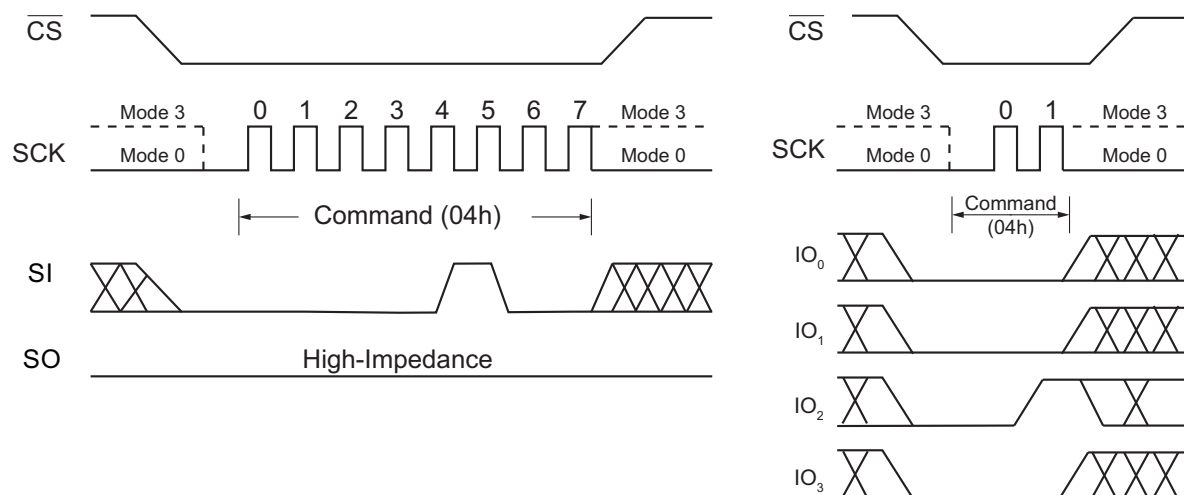 CS
Mode 3
Mode 0
SCK
0 1 2 3 4 5 6 7
Mode 3
Mode 0
Command (04h)
SI
SO
High-Impedance
CS
Mode 3
Mode 0
SCK
0 1
Mode 3
Mode 0
Command
(04h)
IO0
IO1
IO2
IO3